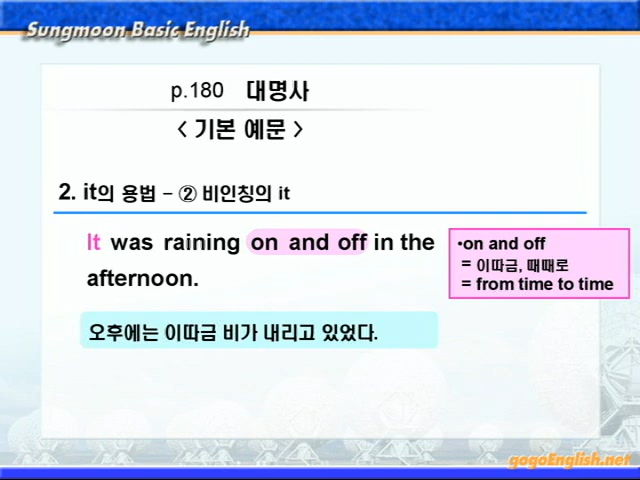 Sungmoon Basic English
p.180 대명사
< 기본 예문 >
2. it의 용법 – ② 비인칭의 it
It was raining on and off in the
afternoon.
•on and off
= 이따금, 때때로
= from time to time
오후에는 이따금 비가 내리고 있었다.
gogoEnglish.net